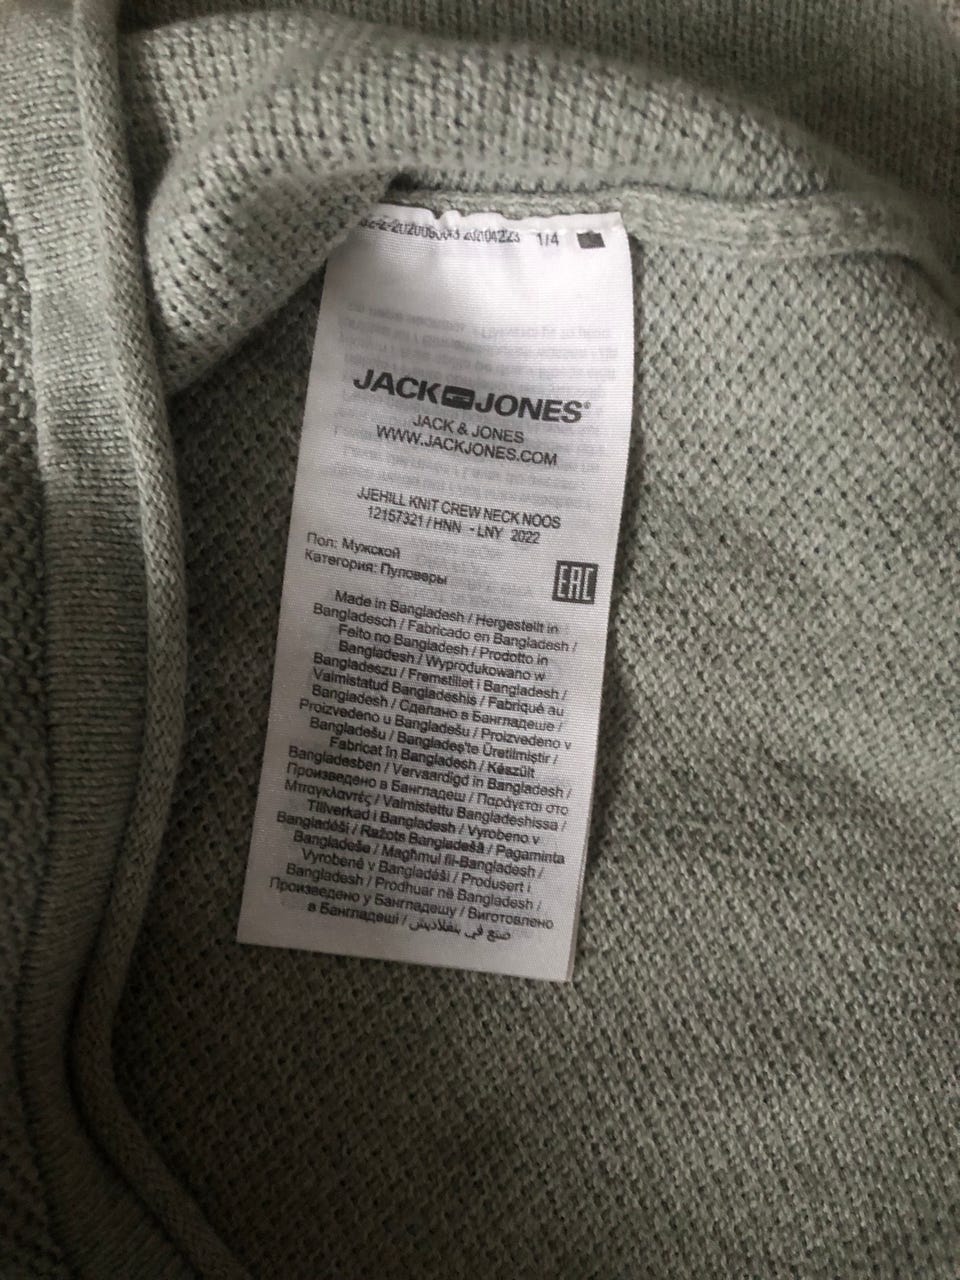 1/4
JACK JONES®
JACK & JONES
WWW.JACKJONES.COM
JJEHILL KNIT CREW NECK NOOS
12157321 / HNN - LNY 2022
Пол: Мужской
Категория: Пуловеры
EAC
Made in Bangladesh / Hergestellt in
Bangladesch / Fabricado en Bangladesh /
Feito no Bangladesh / Prodotto in
Bangladesh / Wyprodukowano w
Bangladeszu / Fremstillet i Bangladesh /
Valmistatud Bangladeshis / Fabriqué au
Bangladesh / Сделано в Бангладеше /
Proizvedeno u Bangladešu / Proizvedeno v
Bangladešu / Bangladeş'te Üretilmiştir /
Fabricat în Bangladesh / Készült
Bangladesben / Vervaardigd in Bangladesh /
Произведено в Бангладеш / Παράγεται στο
Μπαγκλαντές / Valmistettu Bangladeshissa /
Tillverkad i Bangladesh / Vyrobeno v
Bangladéši / Ražots Bangladešā / Pagaminta
Bangladeše / Magħmul fil-Bangladesh /
Vyrobené v Bangladéši / Produsert i
Bangladesh / Prodhuar në Bangladesh /
Произведено у Бангладешу / Виготовлено
в Бангладеші / صنع في بنغلاديش